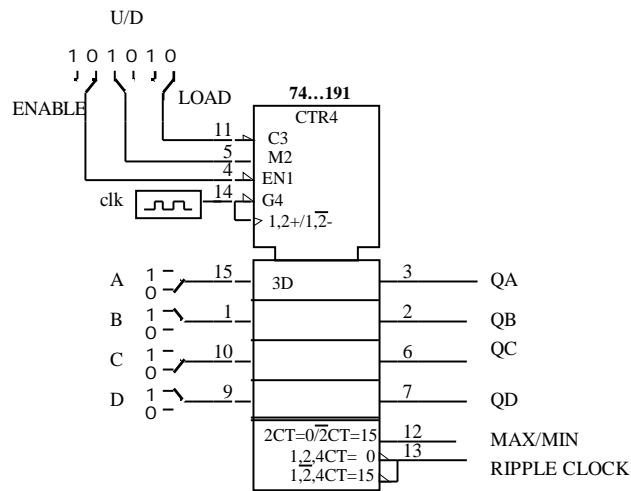 U/D
1 0 1 0 1 0
ENABLE
LOAD
74...191
CTR4
11
C3
5
M2
4
EN1
14
G4
clk
1,2+/1,2̅-
A
1
0
15
3D
3
QA
B
1
0
1
2
QB
C
1
0
10
6
QC
D
1
0
9
7
QD
2CT=0/2̅CT=15
12
MAX/MIN
1,2,4CT= 0
13
RIPPLE CLOCK
1,2̅,4CT=15